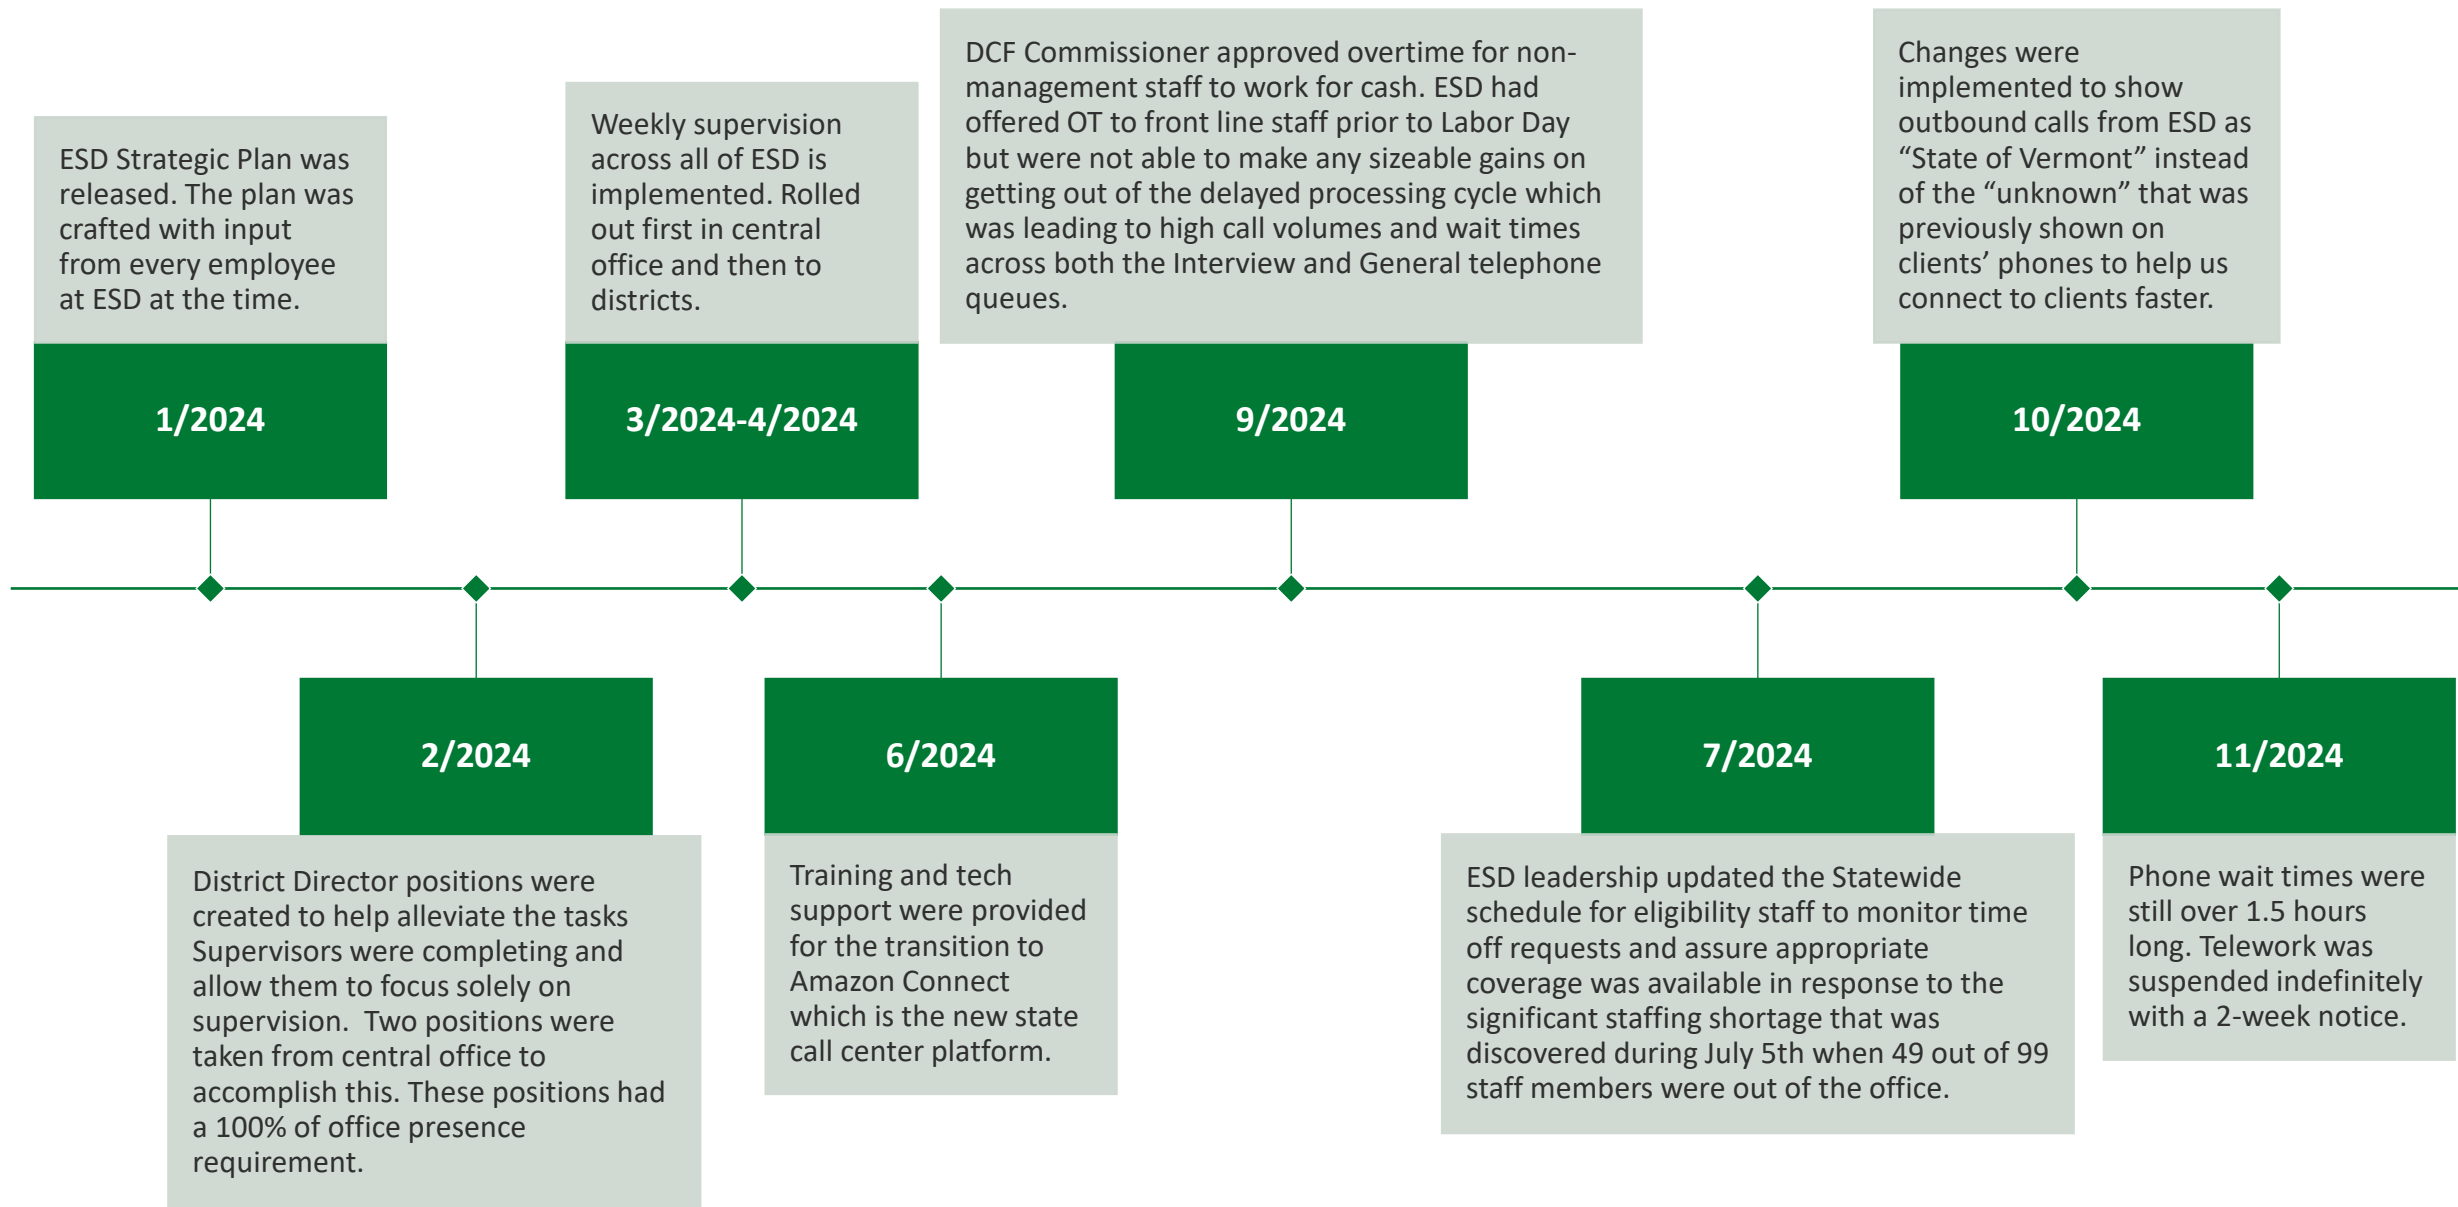 ESD Strategic Plan was
released. The plan was
crafted with input
from every employee
at ESD at the time.
1/2024
District Director positions were
created to help alleviate the tasks
Supervisors were completing and
allow them to focus solely on
supervision.  Two positions were
taken from central office to
accomplish this. These positions had
a 100% of office presence
requirement.
2/2024
Weekly supervision
across all of ESD is
implemented. Rolled
out first in central
office and then to
districts.
3/2024-4/2024
6/2024
Training and tech
support were provided
for the transition to
Amazon Connect
which is the new state
call center platform.
DCF Commissioner approved overtime for non-
management staff to work for cash. ESD had
offered OT to front line staff prior to Labor Day
but were not able to make any sizeable gains on
getting out of the delayed processing cycle which
was leading to high call volumes and wait times
across both the Interview and General telephone
queues.
9/2024
7/2024
ESD leadership updated the Statewide
schedule for eligibility staff to monitor time
off requests and assure appropriate
coverage was available in response to the
significant staffing shortage that was
discovered during July 5th when 49 out of 99
staff members were out of the office.
Changes were
implemented to show
outbound calls from ESD as
“State of Vermont” instead
of the “unknown” that was
previously shown on
clients’ phones to help us
connect to clients faster.
10/2024
11/2024
Phone wait times were
still over 1.5 hours
long. Telework was
suspended indefinitely
with a 2-week notice.